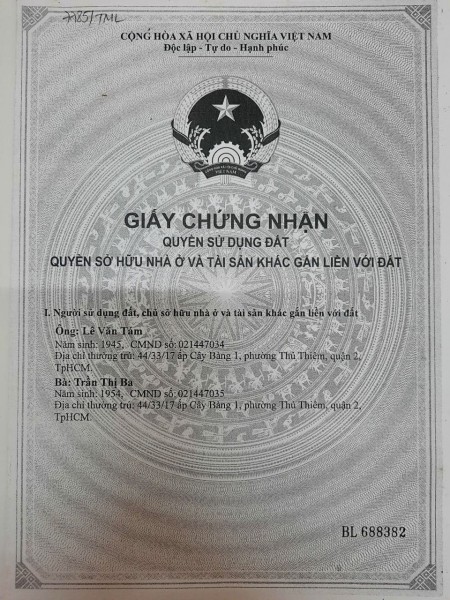 CỘNG HÒA XÃ HỘI CHỦ NGHĨA VIỆT NAM
Độc lập - Tự do - Hạnh phúc
VIỆT NAM
GIẤY CHỨNG NHẬN
QUYỀN SỬ DỤNG ĐẤT
QUYỀN SỞ HỮU NHÀ Ở VÀ TÀI SẢN KHÁC GẮN LIỀN VỚI ĐẤT
I. Người sử dụng đất, chủ sở hữu nhà ở và tài sản khác gắn liền với đất
Ông: Lê Văn Tám
Năm sinh: 1945, CMND số: 021447034
Địa chỉ thường trú: 44/33/17 ấp Cây Bàng 1, phường Thủ Thiêm, quận 2,
TpHCM.
Bà: Trần Thị Ba
Năm sinh: 1954, CMND số: 021447035
Địa chỉ thường trú: 44/33/17 ấp Cây Bàng 1, phường Thủ Thiêm, quận 2,
TpHCM.
BL 688382